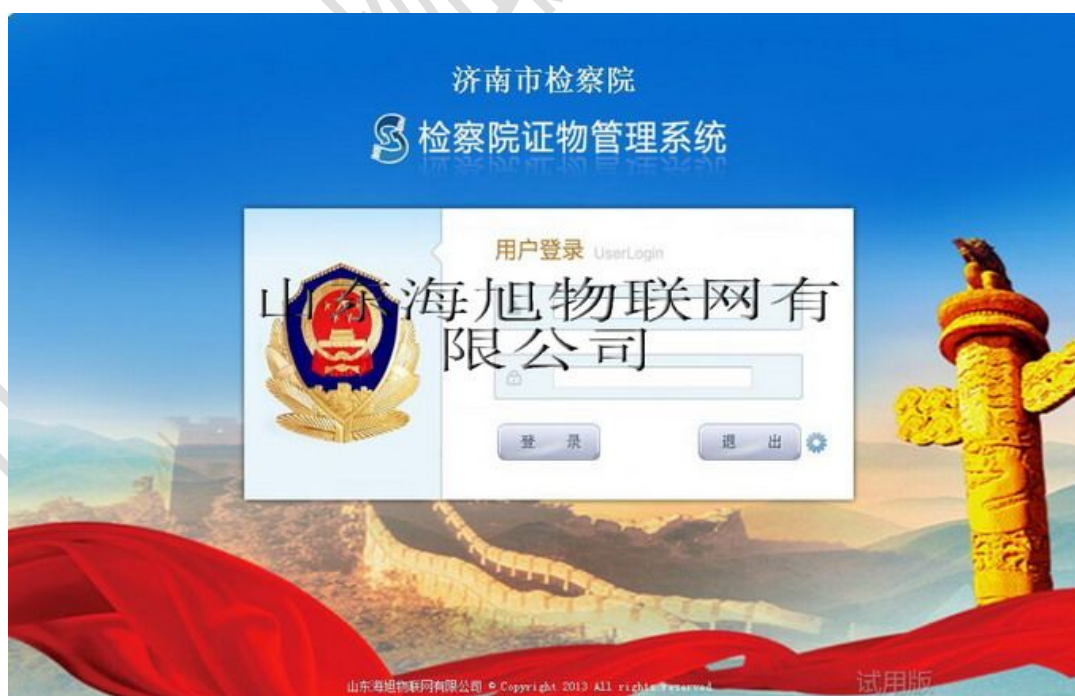 济南市检察院
检察院证物管理系统
用户登录 UserLogin
山东海旭物联网有
限公司
登 录
退 出
山东海旭物联网有限公司 © Copyright 2013 All rights reserved
试用版